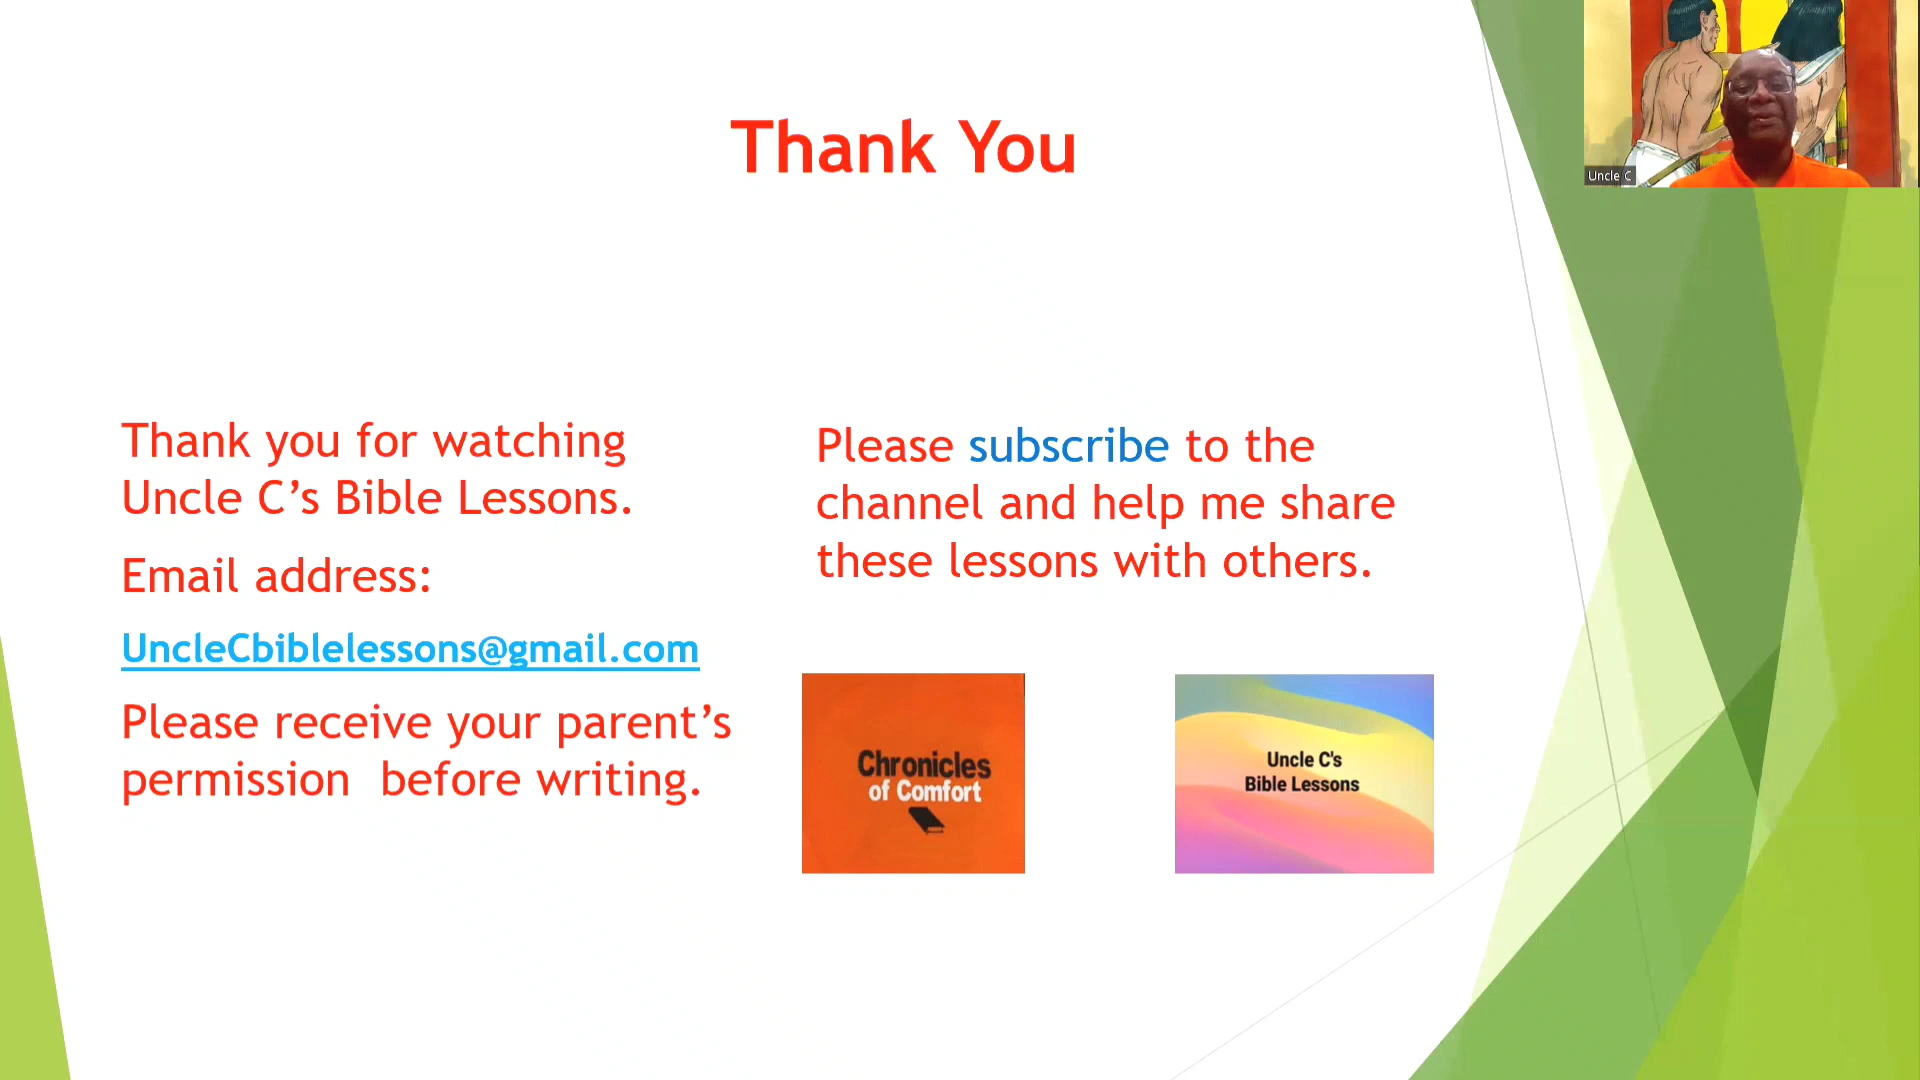 Thank You
Uncle C
Thank you for watching
Uncle C’s Bible Lessons.
Email address:
UncleCbiblelessons@gmail.com
Please receive your parent’s
permission before writing.
Please subscribe to the
channel and help me share
these lessons with others.
Chronicles
of Comfort
Uncle C's
Bible Lessons